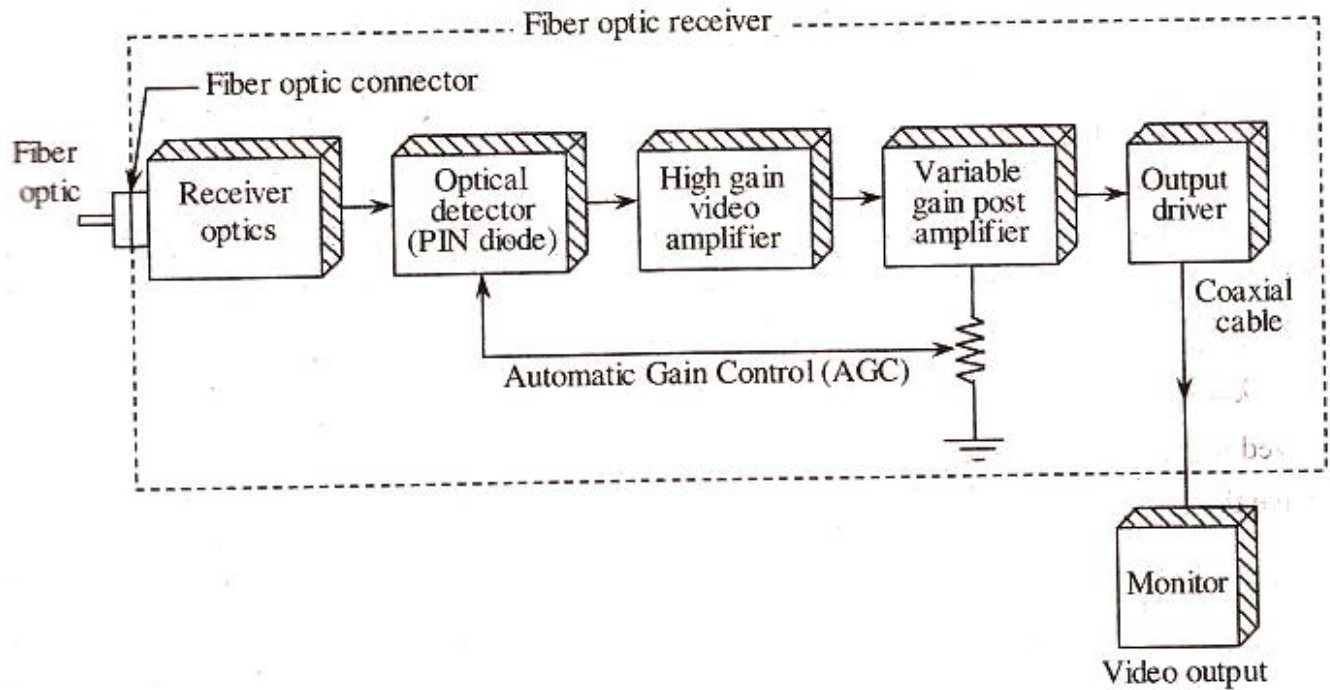 Fiber optic receiver
Fiber optic connector
Fiber
optic
Receiver
optics
Optical
detector
(PIN diode)
High gain
video
amplifier
Variable
gain post
amplifier
Output
driver
Coaxial
cable
Automatic Gain Control (AGC)
Monitor
Video output